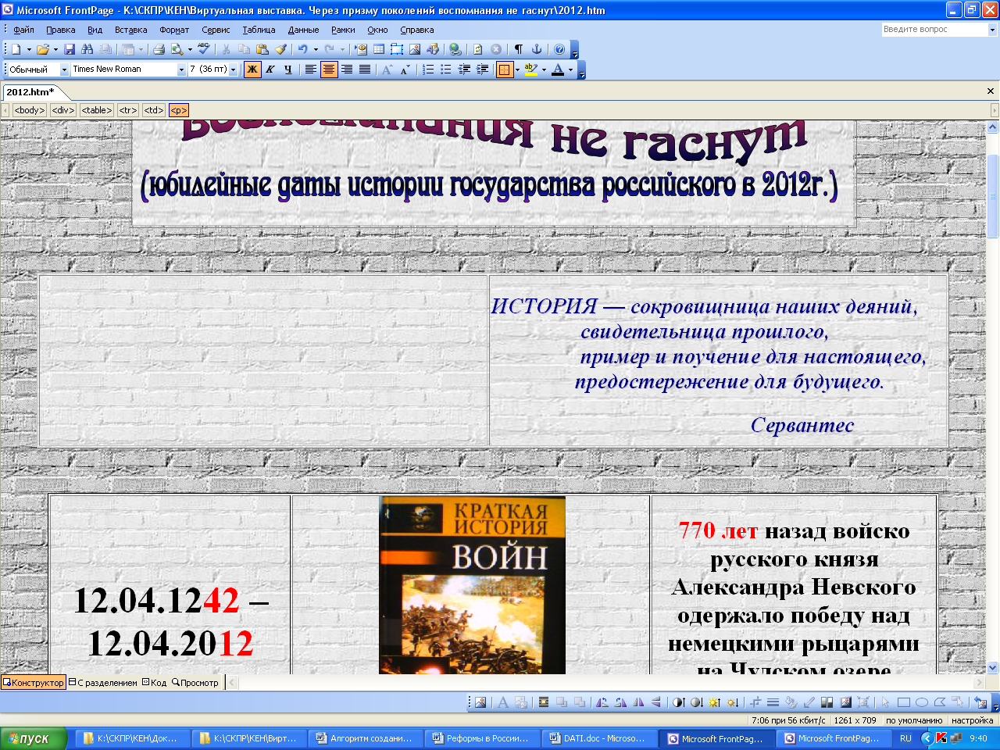 Microsoft FrontPage - K:\СКПР\КЕН\Виртуальная выставка. Через призму поколений воспомнания не гаснут\2012.htm
Файл Правка Вид Вставка Формат Сервис Таблица Данные Рамки Окно Справка
Введите вопрос
Обычный Times New Roman 7 (36 пт) Ж К Ч
2012.htm*
<body> <div> <table> <tr> <td> <p>
воспоминания не гаснут
(юбилейные даты истории государства российского в 2012г.)
ИСТОРИЯ — сокровищница наших деяний,
свидетельница прошлого,
пример и поучение для настоящего,
предостережение для будущего.
Сервантес
12.04.1242 –
12.04.2012
КРАТКАЯ
ИСТОРИЯ
ВОЙН
770 лет назад войско
русского князя
Александра Невского
одержало победу над
немецкими рыцарями
на Чудском озере
Конструктор С разделением Код Просмотр
7:06 при 56 кбит/с 1261 x 709 по умолчанию настройка
пуск K:\СКПР\КЕН\Док... K:\СКПР\КЕН\Вирт... Алгоритм создани... Реформы в России... DATI.doc - Microso... Microsoft FrontPag... Microsoft FrontPag... RU 9:40